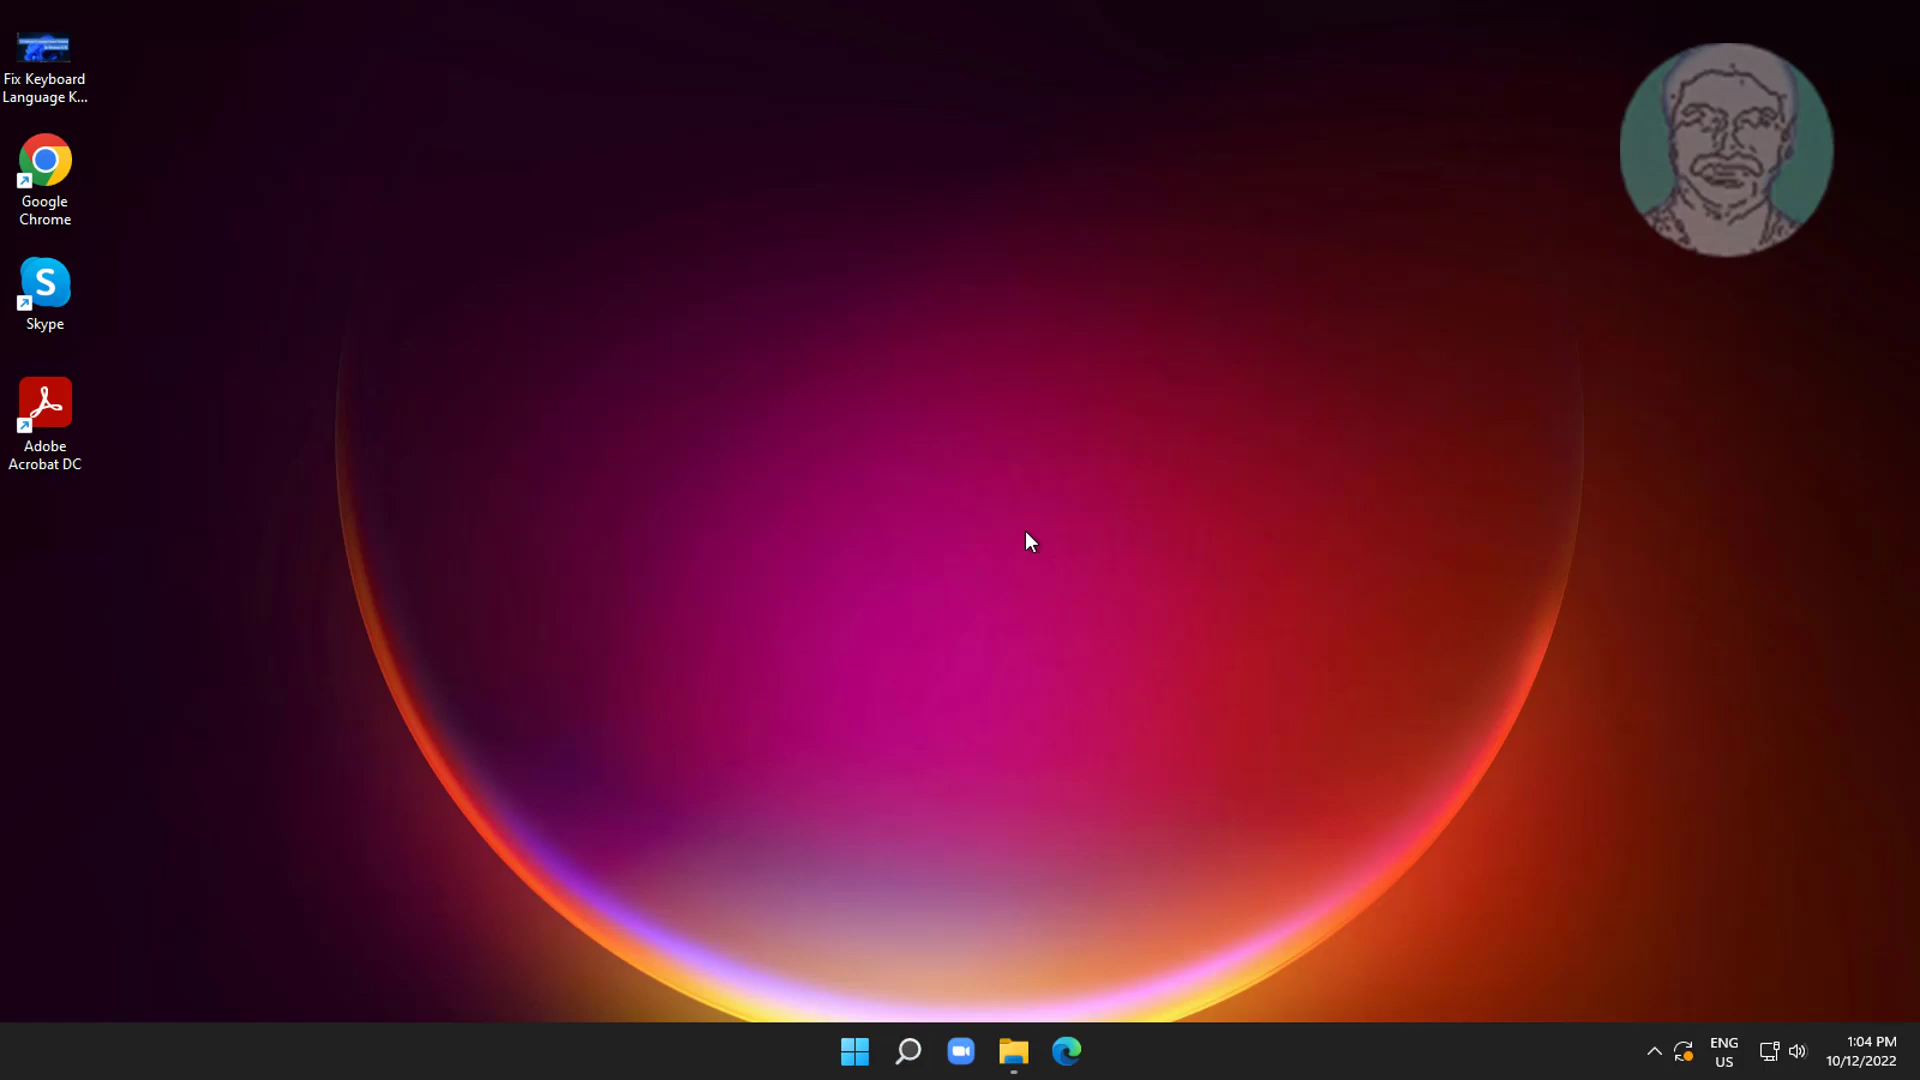 Fix Keyboard
Language K...
Google
Chrome
S
Skype
Adobe
Acrobat DC
ENG
US
1:04 PM
10/12/2022